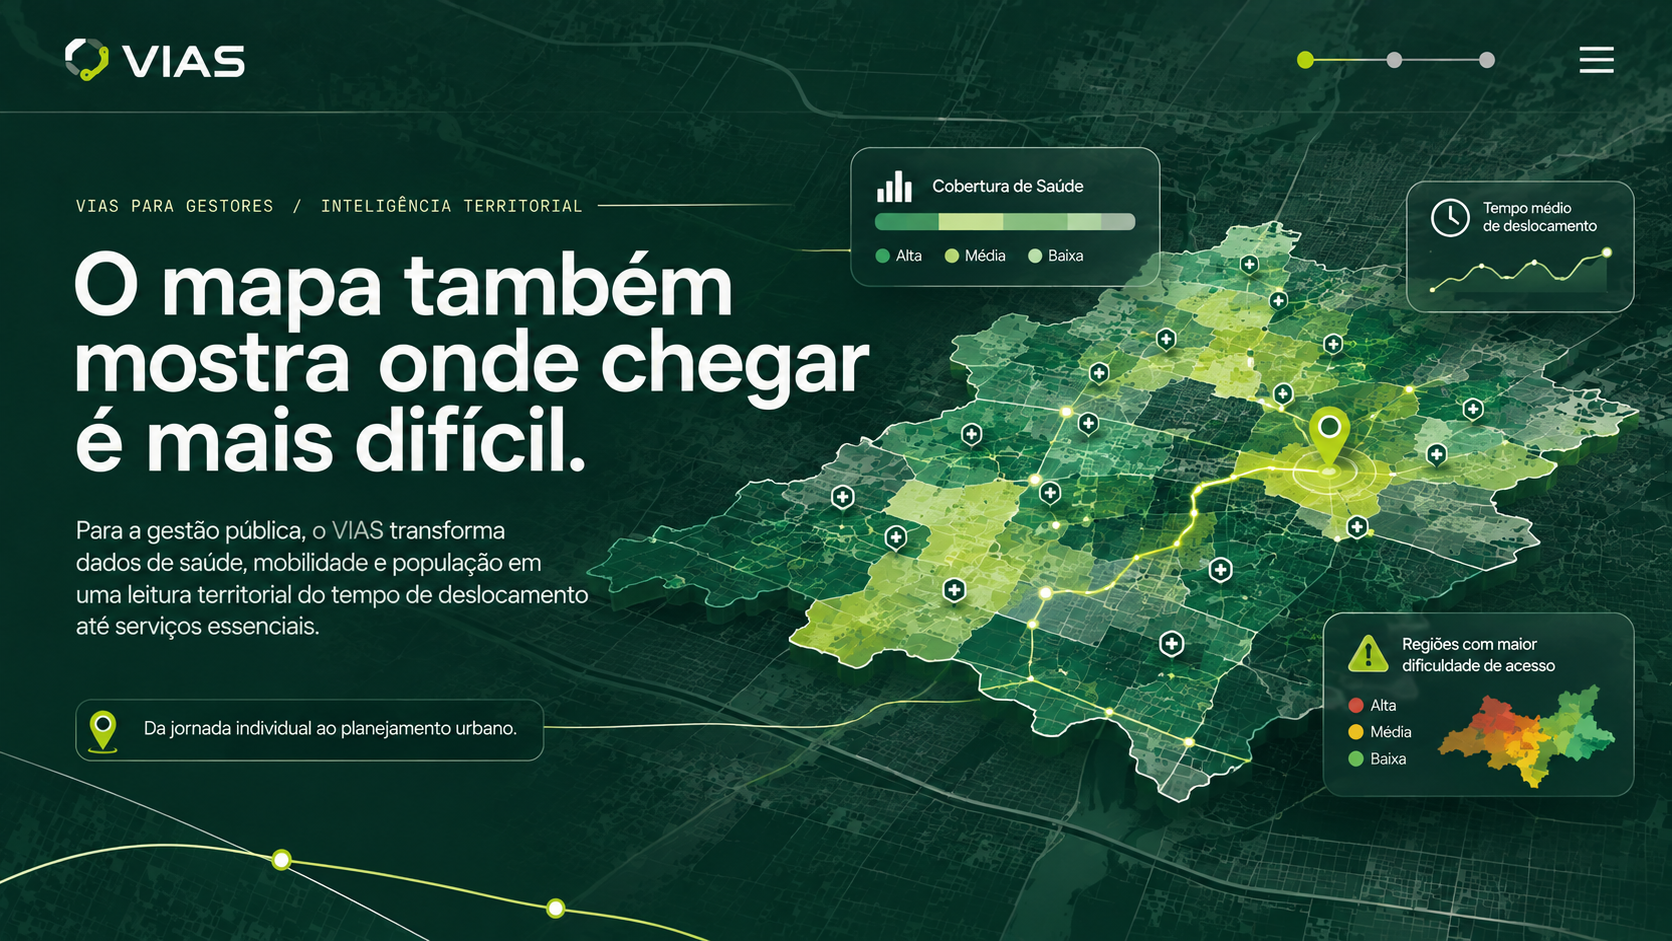 VIAS
VIAS PARA GESTORES / INTELIGÊNCIA TERRITORIAL
O mapa também
mostra onde chegar
é mais difícil.
Para a gestão pública, o VIAS transforma
dados de saúde, mobilidade e população em
uma leitura territorial do tempo de deslocamento
até serviços essenciais.
Da jornada individual ao planejamento urbano.
Cobertura de Saúde
Alta Média Baixa
Tempo médio
de deslocamento
Regiões com maior
dificuldade de acesso
Alta
Média
Baixa